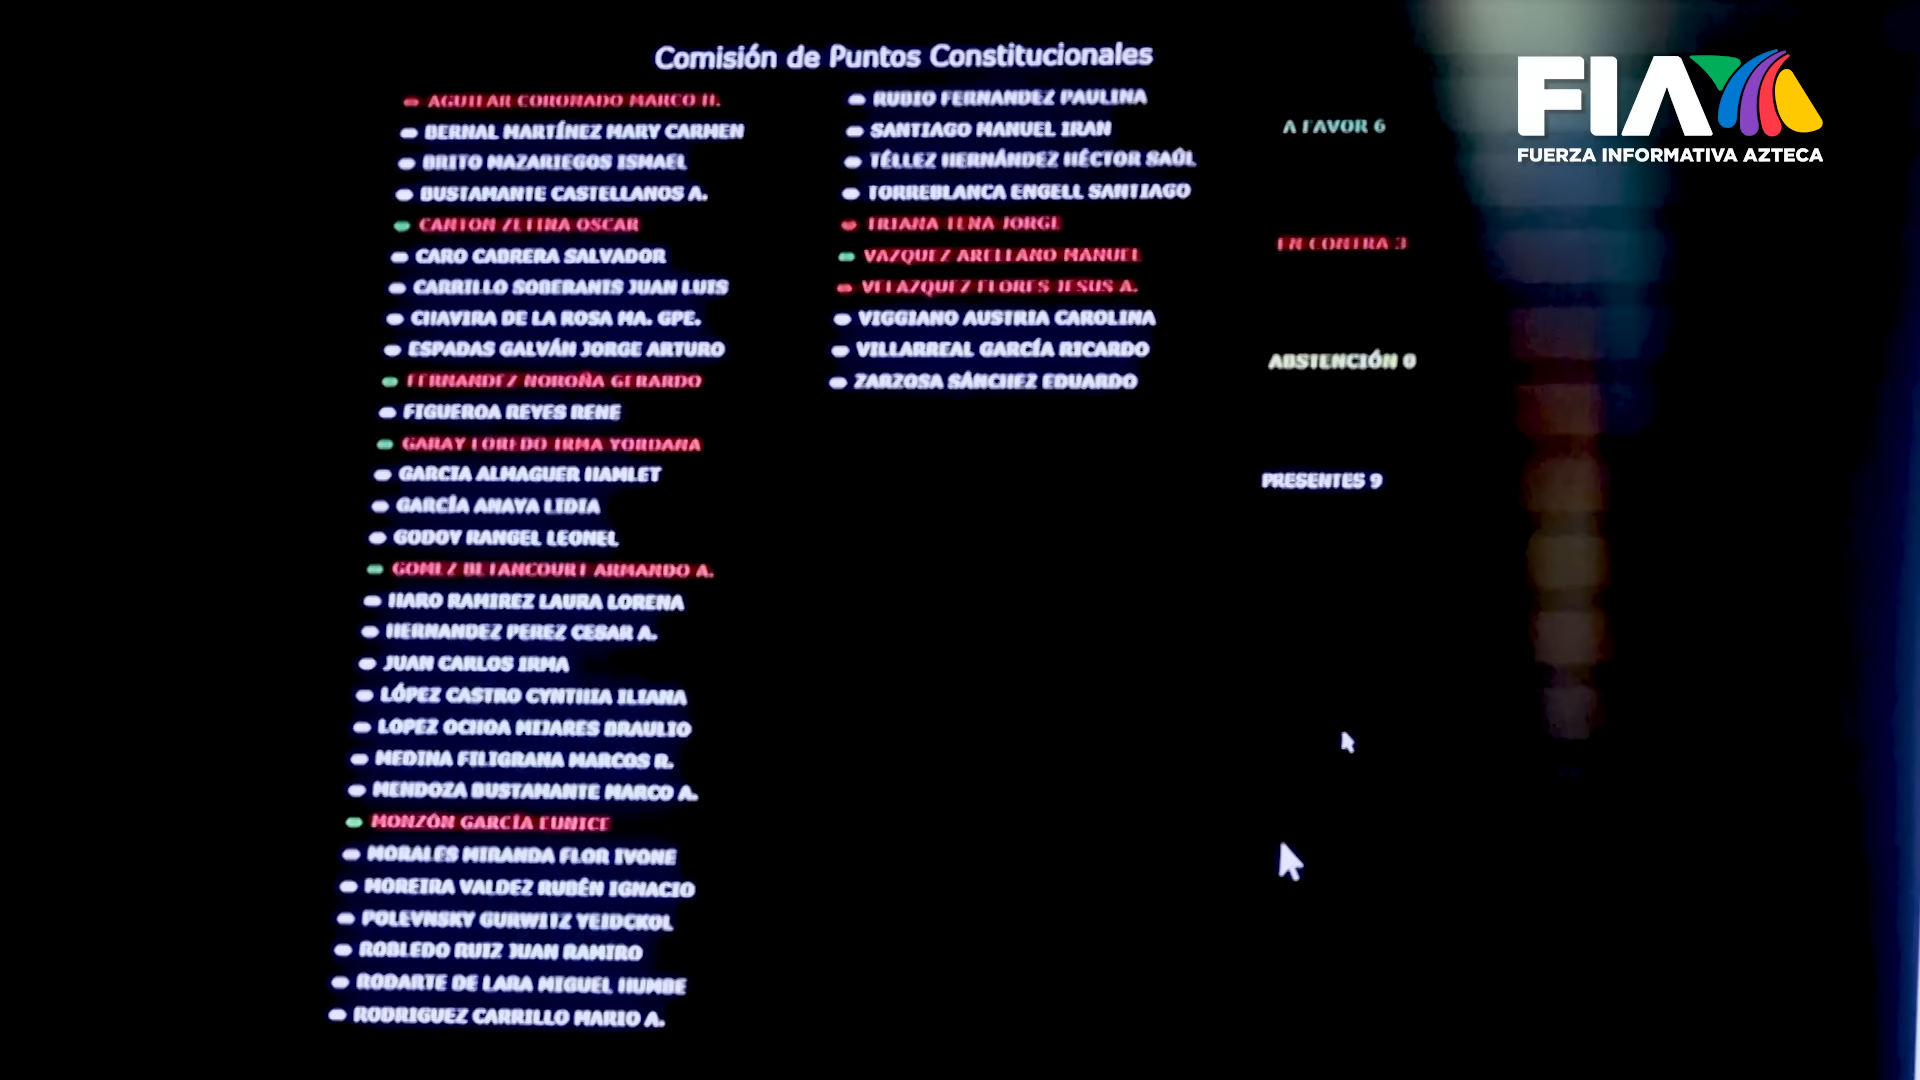 Comisión de Puntos Constitucionales
AGUILAR CORONADO MARCO H.
BERNAL MARTÍNEZ MARY CARMEN
BRITO MAZARIEGOS ISMAEL
BUSTAMANTE CASTELLANOS A.
CANTON ZETINA OSCAR
CARO CABRERA SALVADOR
CARRILLO SOBERANIS JUAN LUIS
CHAVIRA DE LA ROSA MA. GPE.
ESPADAS GALVÁN JORGE ARTURO
FERNANDEZ NOROÑA GERARDO
FIGUEROA REYES RENE
GARAY LOREDO IRMA YORDANA
GARCIA ALMAGUER HAMLET
GARCÍA ANAYA LIDIA
GODOY RANGEL LEONEL
GOMEZ BETANCOURT ARMANDO A.
HARO RAMIREZ LAURA LORENA
HERNANDEZ PEREZ CESAR A.
JUAN CARLOS IRMA
LÓPEZ CASTRO CYNTHIA ILIANA
LOPEZ OCHOA MIJARES BRAULIO
MEDINA FILIGRANA MARCOS R.
MENDOZA BUSTAMANTE MARCO A.
MONZÓN GARCÍA EUNICE
MORALES MIRANDA FLOR IVONE
MOREIRA VALDEZ RUBÉN IGNACIO
POLEVNSKY GURWITZ YEIDCKOL
ROBLEDO RUIZ JUAN RAMIRO
RODARTE DE LARA MIGUEL HUMBE
RODRIGUEZ CARRILLO MARIO A.
RUBIO FERNANDEZ PAULINA
SANTIAGO MANUEL IRAN
TÉLLEZ HERNÁNDEZ HÉCTOR SAÚL
TORREBLANCA ENGELL SANTIAGO
TRIANA TENA JORGE
VAZQUEZ ARELLANO MANUEL
VELAZQUEZ FLORES JESUS A.
VIGGIANO AUSTRIA CAROLINA
VILLARREAL GARCÍA RICARDO
ZARZOSA SÁNCHEZ EDUARDO
A FAVOR 6
EN CONTRA 3
ABSTENCIÓN 0
PRESENTES 9
FIA
FUERZA INFORMATIVA AZTECA